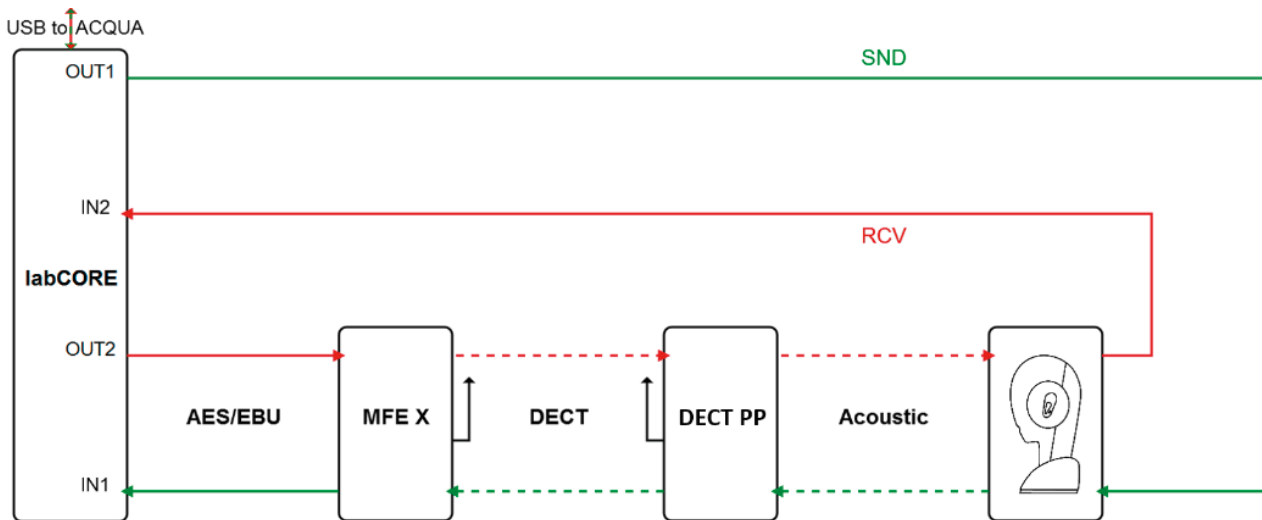 USB to ACQUA
OUT1
SND
IN2
RCV
labCORE
OUT2
AES/EBU
MFE X
DECT
DECT PP
Acoustic
IN1